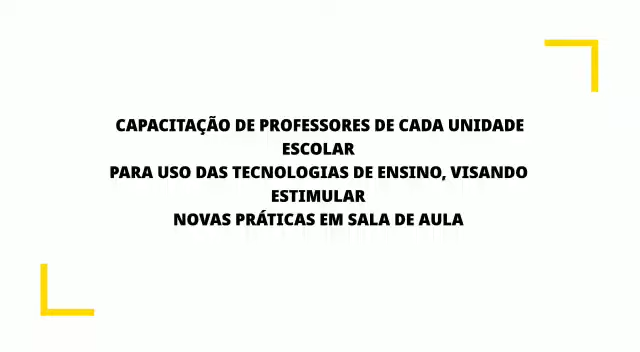 CAPACITAÇÃO DE PROFESSORES DE CADA UNIDADE
ESCOLAR
PARA USO DAS TECNOLOGIAS DE ENSINO, VISANDO
ESTIMULAR
NOVAS PRÁTICAS EM SALA DE AULA